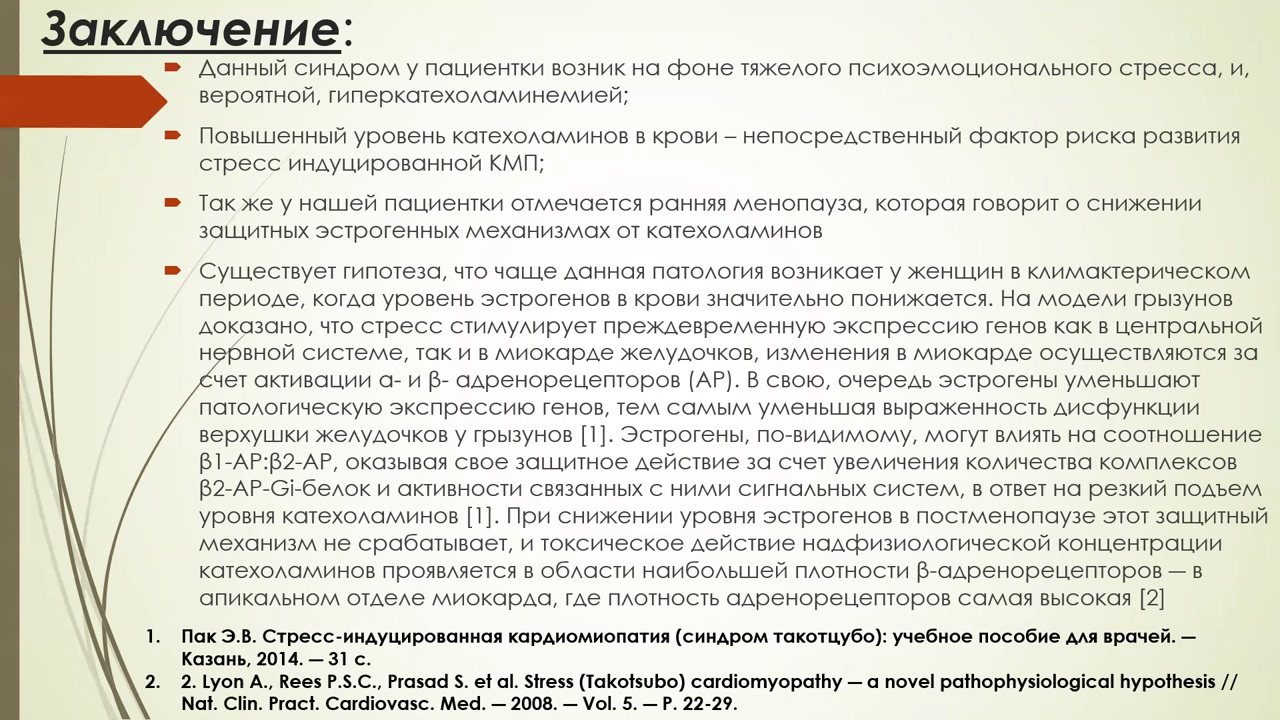 Заключение:
Данный синдром у пациентки возник на фоне тяжелого психоэмоционального стресса, и,
вероятной, гиперкатехоламинемией;
Повышенный уровень катехоламинов в крови – непосредственный фактор риска развития
стресс индуцированной КМП;
Так же у нашей пациентки отмечается ранняя менопауза, которая говорит о снижении
защитных эстрогенных механизмах от катехоламинов
Существует гипотеза, что чаще данная патология возникает у женщин в климактерическом
периоде, когда уровень эстрогенов в крови значительно понижается. На модели грызунов
доказано, что стресс стимулирует преждевременную экспрессию генов как в центральной
нервной системе, так и в миокарде желудочков, изменения в миокарде осуществляются за
счет активации α- и β- адренорецепторов (АР). В свою, очередь эстрогены уменьшают
патологическую экспрессию генов, тем самым уменьшая выраженность дисфункции
верхушки желудочков у грызунов [1]. Эстрогены, по-видимому, могут влиять на соотношение
β1-АР:β2-АР, оказывая свое защитное действие за счет увеличения количества комплексов
β2-АР-Gi-белок и активности связанных с ними сигнальных систем, в ответ на резкий подъем
уровня катехоламинов [1]. При снижении уровня эстрогенов в постменопаузе этот защитный
механизм не срабатывает, и токсическое действие надфизиологической концентрации
катехоламинов проявляется в области наибольшей плотности β-адренорецепторов — в
апикальном отделе миокарда, где плотность адренорецепторов самая высокая [2]
1. Пак Э.В. Стресс-индуцированная кардиомиопатия (синдром такотцубо): учебное пособие для врачей. —
Казань, 2014. — 31 с.
2. 2. Lyon A., Rees P.S.C., Prasad S. et al. Stress (Takotsubo) cardiomyopathy — a novel pathophysiological hypothesis //
Nat. Clin. Pract. Cardiovasc. Med. — 2008. — Vol. 5. — P. 22-29.